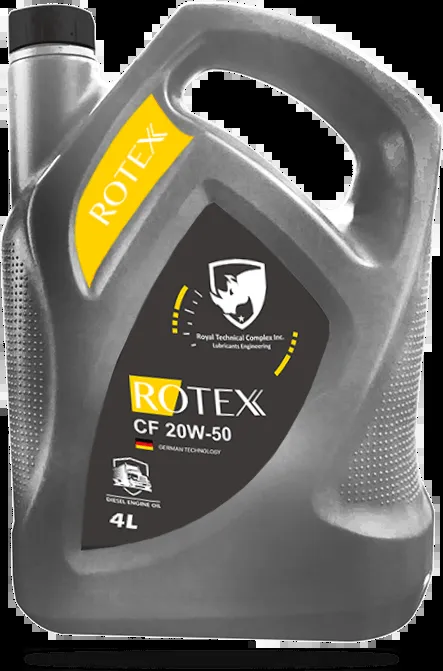 ROTEX
Royal Technical Complex Inc.
Lubricants Engineering
ROTEX
CF 20W-50
GERMAN TECHNOLOGY
DIESEL ENGINE OIL
4L